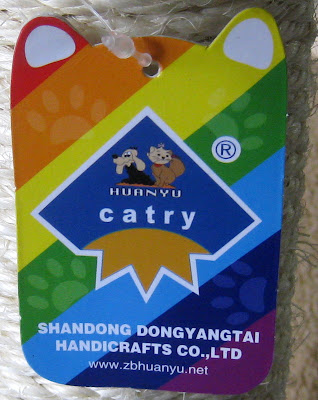 ®
HUANYU
catry
SHANDONG DONGYANGTAI
HANDICRAFTS CO.,LTD
www.zbhuanyu.net